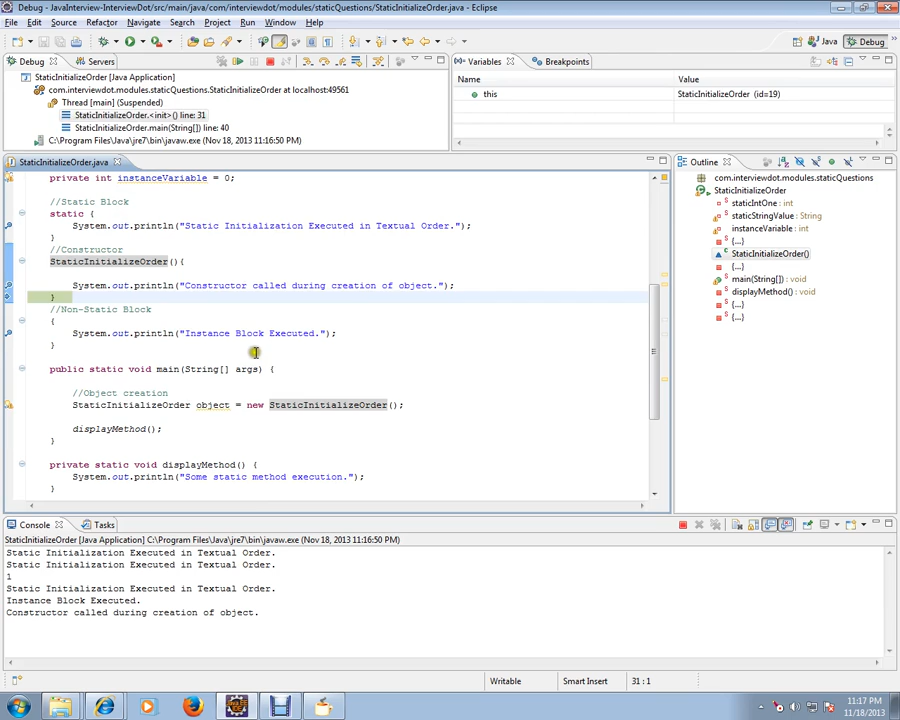 Debug - JavaInterview-InterviewDot/src/main/java/com/interviewdot/modules/staticQuestions/StaticInitializeOrder.java - Eclipse
File Edit Source Refactor Navigate Search Project Run Window Help
Java Debug
Debug Servers
StaticInitializeOrder [Java Application]
com.interviewdot.modules.staticQuestions.StaticInitializeOrder at localhost:49561
Thread [main] (Suspended)
StaticInitializeOrder.<init>() line: 31
StaticInitializeOrder.main(String[]) line: 40
C:\Program Files\Java\jre7\bin\javaw.exe (Nov 18, 2013 11:16:50 PM)
Variables Breakpoints
Name Value
this StaticInitializeOrder (id=19)
StaticInitializeOrder.java
private int instanceVariable = 0;
//Static Block
static {
System.out.println("Static Initialization Executed in Textual Order.");
}
//Constructor
StaticInitializeOrder(){
System.out.println("Constructor called during creation of object.");
}
//Non-Static Block
{
System.out.println("Instance Block Executed.");
}
public static void main(String[] args) {
//Object creation
StaticInitializeOrder object = new StaticInitializeOrder();
displayMethod();
}
private static void displayMethod() {
System.out.println("Some static method execution.");
}
Outline
com.interviewdot.modules.staticQuestions
StaticInitializeOrder
staticIntOne : int
staticStringValue : String
instanceVariable : int
{...}
StaticInitializeOrder()
{...}
main(String[]) : void
displayMethod() : void
{...}
{...}
Console Tasks
StaticInitializeOrder [Java Application] C:\Program Files\Java\jre7\bin\javaw.exe (Nov 18, 2013 11:16:50 PM)
Static Initialization Executed in Textual Order.
Static Initialization Executed in Textual Order.
1
Static Initialization Executed in Textual Order.
Instance Block Executed.
Constructor called during creation of object.
Writable Smart Insert 31 : 1
11:17 PM
11/18/2013